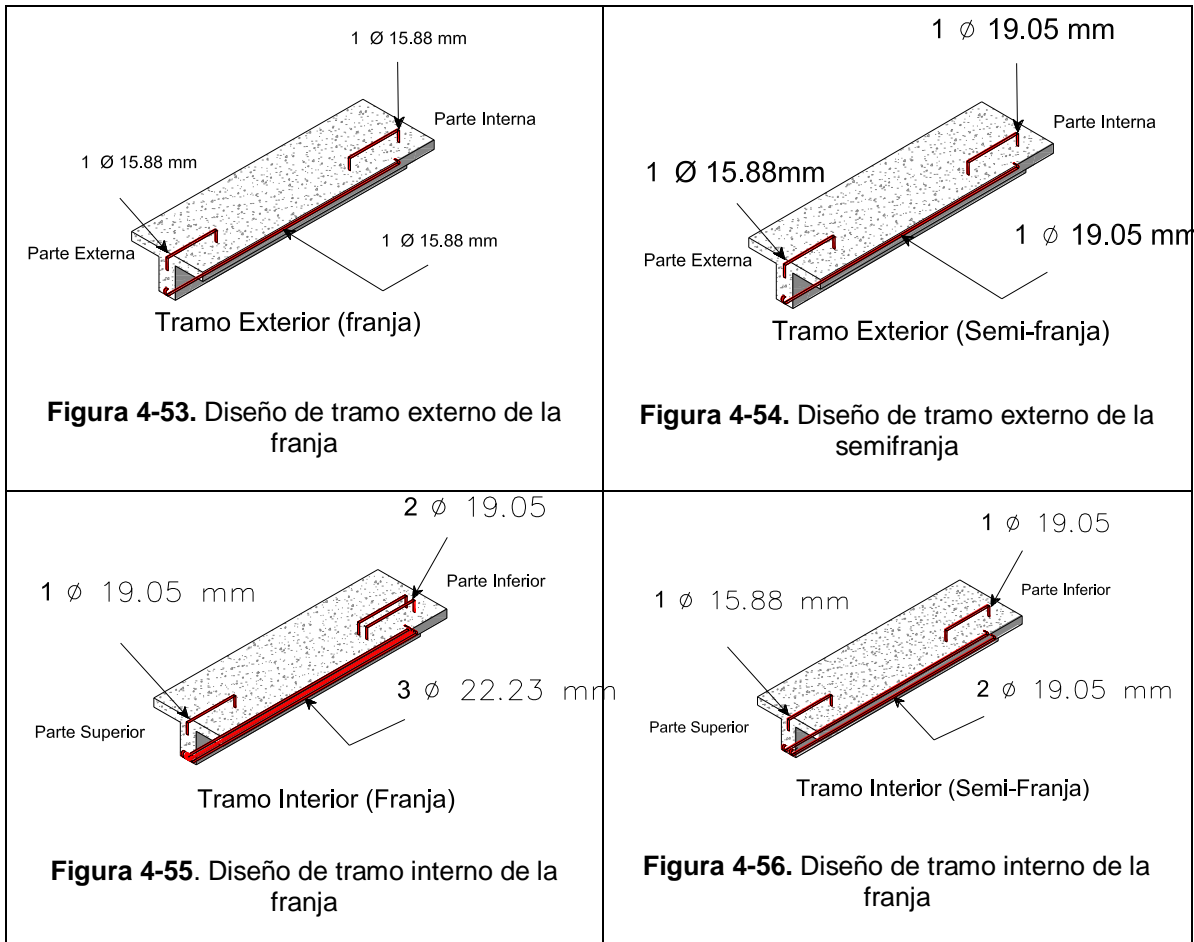 1 Ø 15.88 mm
Parte Interna
1 Ø 15.88 mm
Parte Externa
1 Ø 15.88 mm
Tramo Exterior (franja)
Figura 4-53. Diseño de tramo externo de la
franja
1 ⌀ 19.05 mm
Parte Interna
1 Ø 15.88mm
Parte Externa
1 ⌀ 19.05 mm
Tramo Exterior (Semi-franja)
Figura 4-54. Diseño de tramo externo de la
semifranja
2 ⌀ 19.05
Parte Inferior
1 ⌀ 19.05 mm
3 ⌀ 22.23 mm
Parte Superior
Tramo Interior (Franja)
Figura 4-55. Diseño de tramo interno de la
franja
1 ⌀ 19.05
Parte Inferior
1 ⌀ 15.88 mm
2 ⌀ 19.05 mm
Parte Superior
Tramo Interior (Semi-Franja)
Figura 4-56. Diseño de tramo interno de la
franja